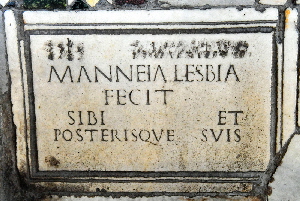 MANNEIA LESBIA
FECIT
SIBI ET
POSTERISQVE SVIS